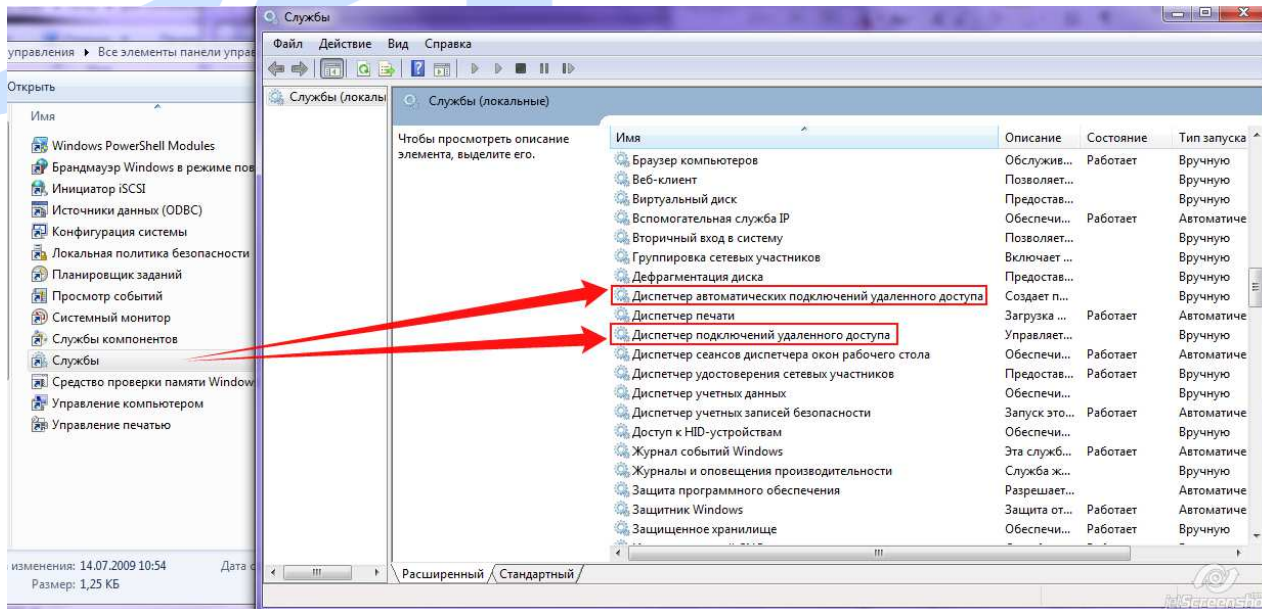 Службы
Файл Действие Вид Справка
управления ▸ Все элементы панели управ
Открыть
Имя
Windows PowerShell Modules
Брандмауэр Windows в режиме пов
Инициатор iSCSI
Источники данных (ODBC)
Конфигурация системы
Локальная политика безопасности
Планировщик заданий
Просмотр событий
Системный монитор
Службы компонентов
Службы
Средство проверки памяти Window
Управление компьютером
Управление печатью
изменения: 14.07.2009 10:54 Дата с
Размер: 1,25 КБ
Службы (локалы
Службы (локальные)
Чтобы просмотреть описание
элемента, выделите его.
Имя Описание Состояние Тип запуска
Браузер компьютеров Обслужив... Работает Вручную
Веб-клиент Позволяет... Вручную
Виртуальный диск Предостав... Вручную
Вспомогательная служба IP Обеспечи... Работает Автоматиче
Вторичный вход в систему Позволяет... Вручную
Группировка сетевых участников Включает ... Вручную
Дефрагментация диска Предостав... Вручную
Диспетчер автоматических подключений удаленного доступа Создает п... Вручную
Диспетчер печати Загрузка ... Работает Автоматиче
Диспетчер подключений удаленного доступа Управляет... Вручную
Диспетчер сеансов диспетчера окон рабочего стола Обеспечи... Работает Автоматиче
Диспетчер удостоверения сетевых участников Предостав... Работает Вручную
Диспетчер учетных данных Обеспечи... Вручную
Диспетчер учетных записей безопасности Запуск это... Работает Автоматиче
Доступ к HID-устройствам Обеспечи... Вручную
Журнал событий Windows Эта служб... Работает Автоматиче
Журналы и оповещения производительности Служба ж... Вручную
Защита программного обеспечения Разрешает... Автоматиче
Защитник Windows Защита от... Работает Автоматиче
Защищенное хранилище Обеспечи... Работает Вручную
Расширенный Стандартный